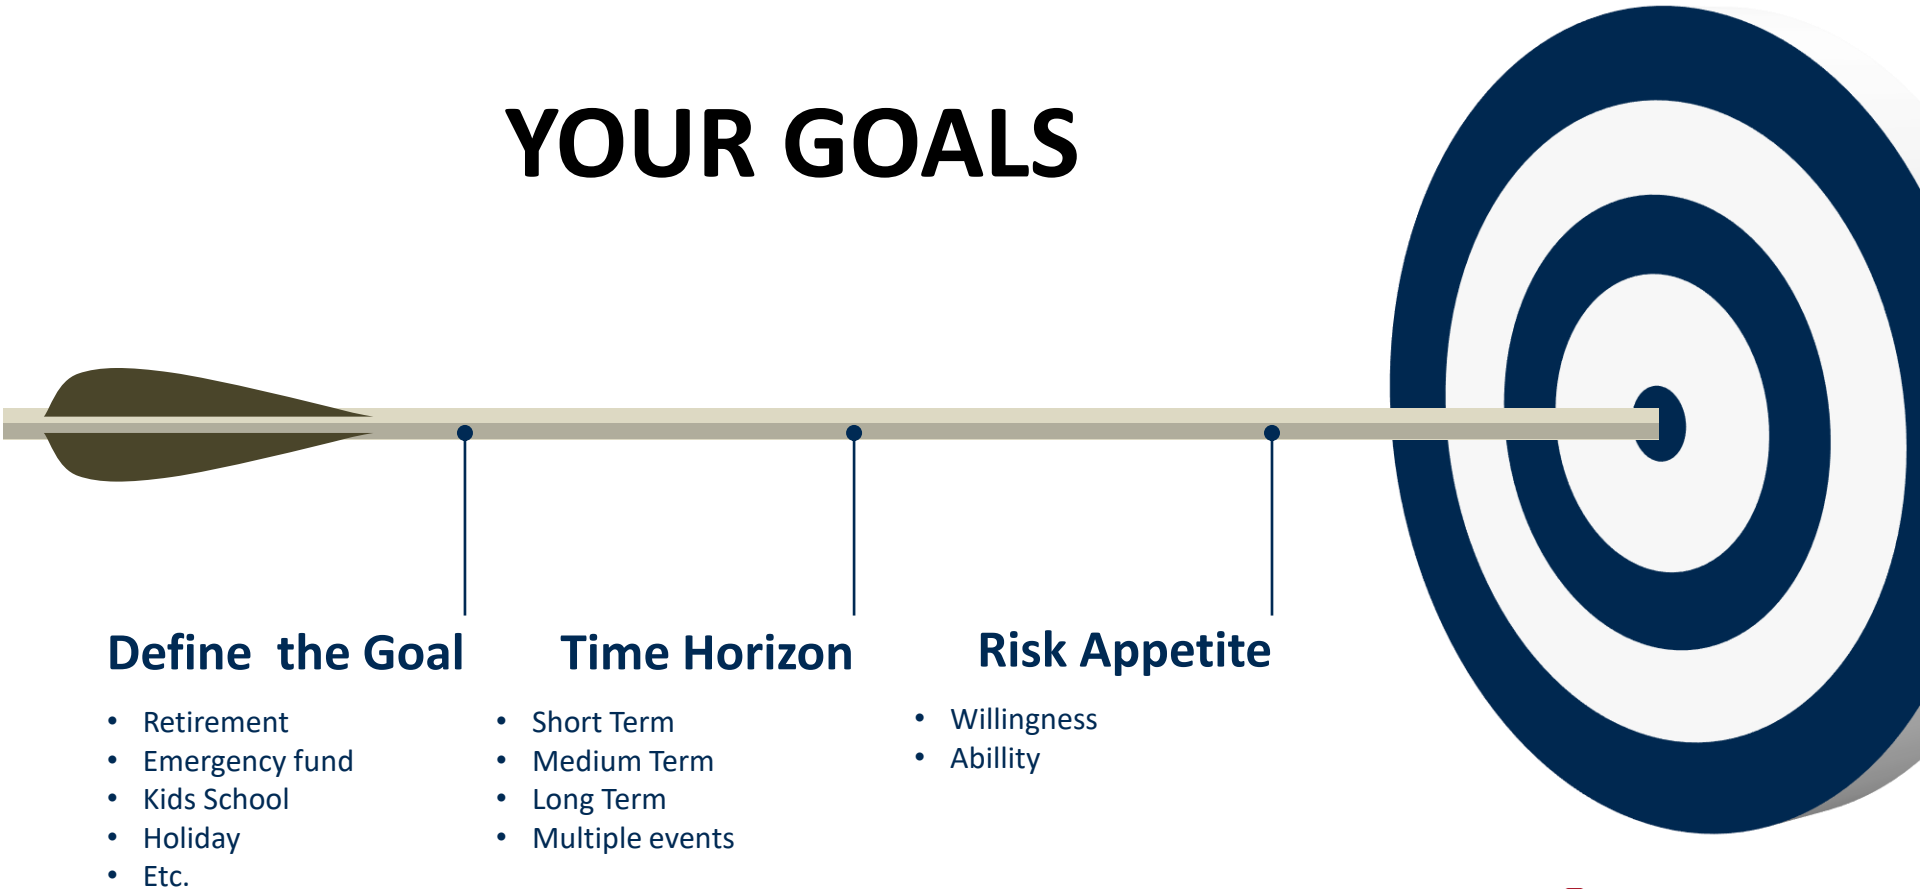 YOUR GOALS
Define  the Goal
• Retirement
• Emergency fund
• Kids School
• Holiday
• Etc.
Time Horizon
• Short Term
• Medium Term
• Long Term
• Multiple events
Risk Appetite
• Willingness
• Abillity